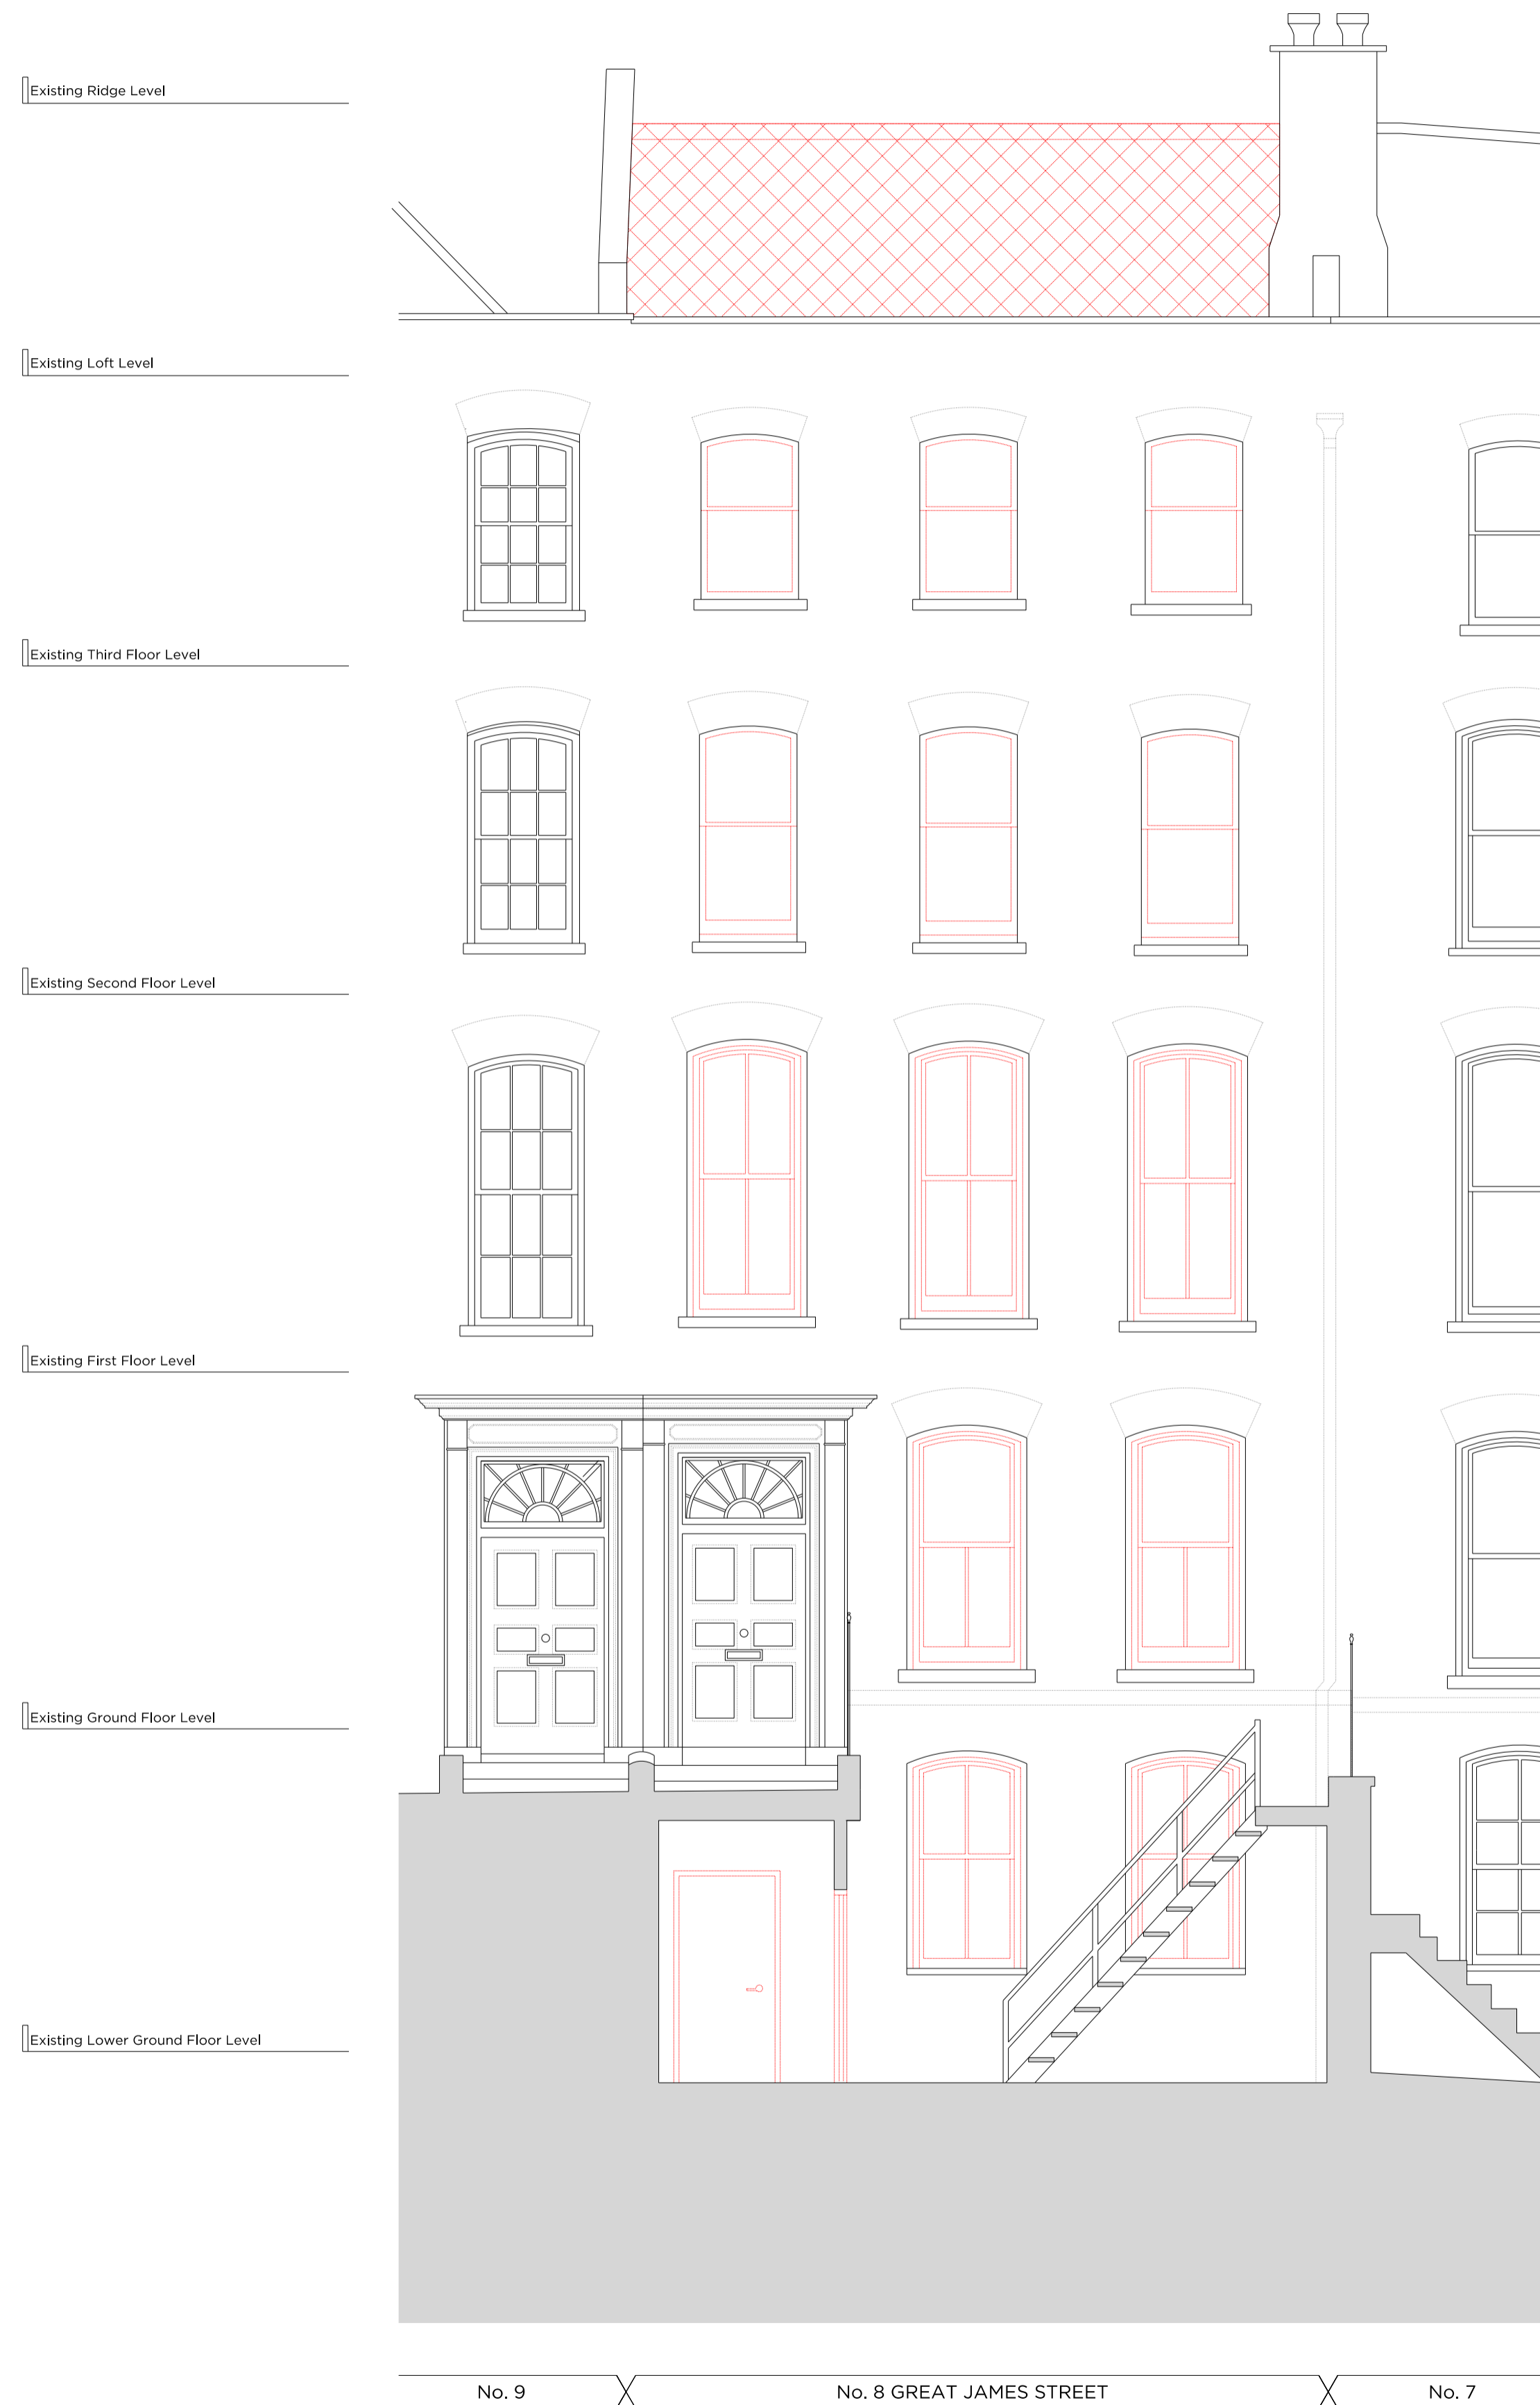 Existing Ridge Level
Existing Loft Level
Existing Third Floor Level
Existing Second Floor Level
Existing First Floor Level
Existing Ground Floor Level
Existing Lower Ground Floor Level
No. 9
No. 8 GREAT JAMES STREET
No. 7